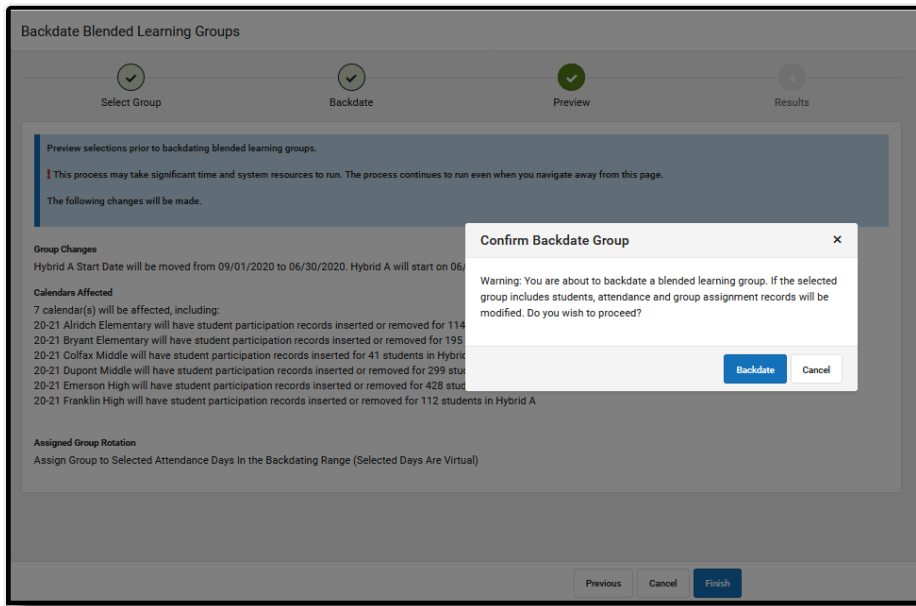 Backdate Blended Learning Groups
Select Group
Backdate
Preview
Results
Preview selections prior to backdating blended learning groups.
! This process may take significant time and system resources to run. The process continues to run even when you navigate away from this page.
The following changes will be made.
Group Changes
Hybrid A Start Date will be moved from 09/01/2020 to 06/30/2020. Hybrid A will start on 06/
Calendars Affected
7 calendar(s) will be affected, including:
20-21 Alridch Elementary will have student participation records inserted or removed for 114
20-21 Bryant Elementary will have student participation records inserted or removed for 195
20-21 Colfax Middle will have student participation records inserted for 41 students in Hybrid
20-21 Dupont Middle will have student participation records inserted or removed for 299 stu
20-21 Emerson High will have student participation records inserted or removed for 428 stud
20-21 Franklin High will have student participation records inserted or removed for 112 students in Hybrid A
Assigned Group Rotation
Assign Group to Selected Attendance Days In the Backdating Range (Selected Days Are Virtual)
Confirm Backdate Group
Warning: You are about to backdate a blended learning group. If the selected
group includes students, attendance and group assignment records will be
modified. Do you wish to proceed?
Backdate
Cancel
Previous
Cancel
Finish